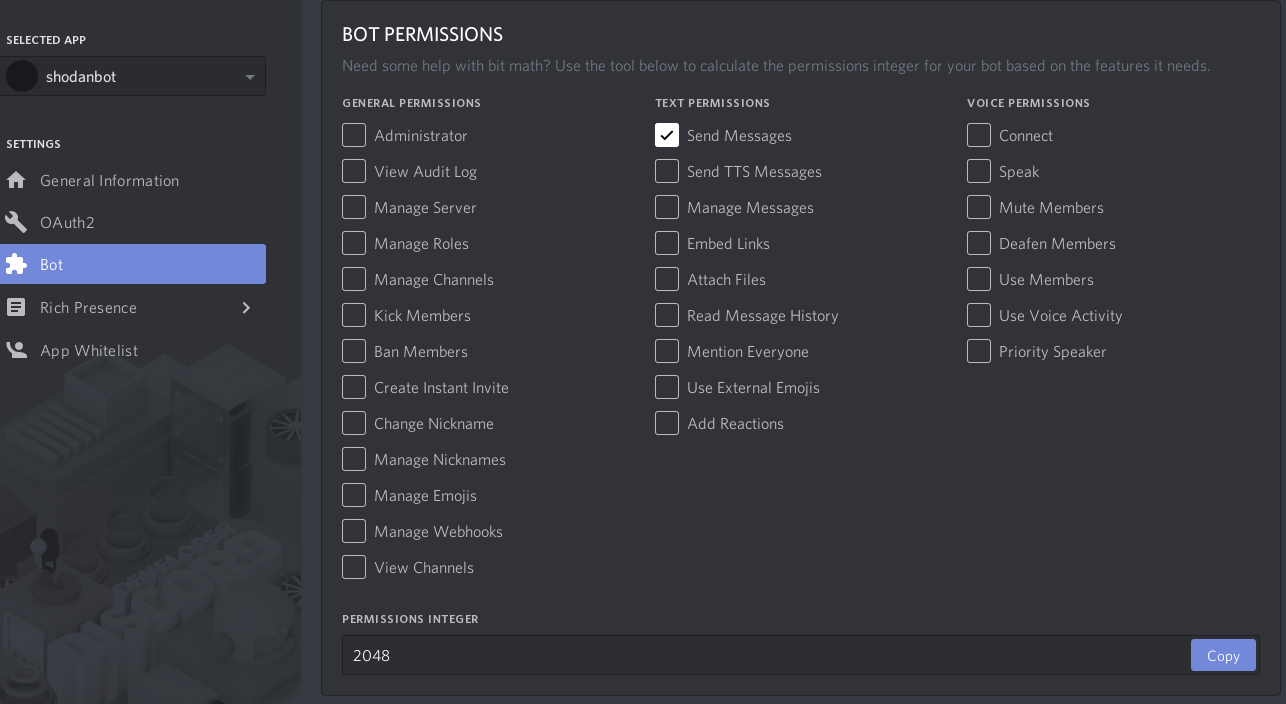 SELECTED APP
shodanbot
SETTINGS
General Information
OAuth2
Bot
Rich Presence
App Whitelist
BOT PERMISSIONS
Need some help with bit math? Use the tool below to calculate the permissions integer for your bot based on the features it needs.
GENERAL PERMISSIONS
Administrator
View Audit Log
Manage Server
Manage Roles
Manage Channels
Kick Members
Ban Members
Create Instant Invite
Change Nickname
Manage Nicknames
Manage Emojis
Manage Webhooks
View Channels
TEXT PERMISSIONS
Send Messages
Send TTS Messages
Manage Messages
Embed Links
Attach Files
Read Message History
Mention Everyone
Use External Emojis
Add Reactions
VOICE PERMISSIONS
Connect
Speak
Mute Members
Deafen Members
Use Members
Use Voice Activity
Priority Speaker
PERMISSIONS INTEGER
2048
Copy